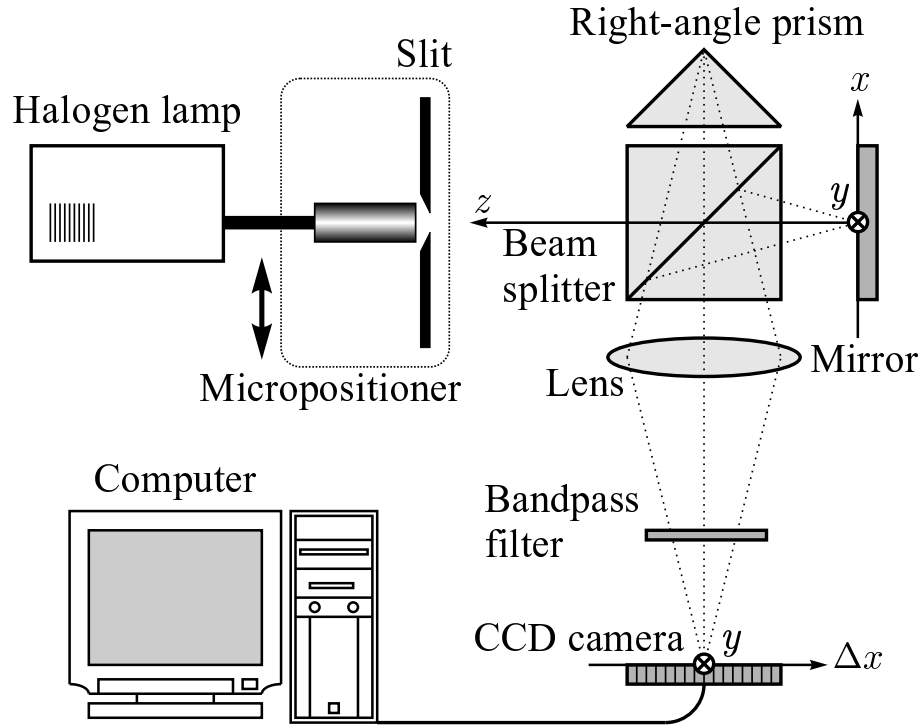 Right-angle prism
Slit
Halogen lamp
x
y
z
Beam
splitter
Mirror
Lens
Micropositioner
Computer
Bandpass
filter
CCD camera
y
Δx